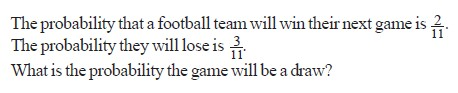 The probability that a football team will win their next game is 2/11.
The probability they will lose is 3/11.
What is the probability the game will be a draw?